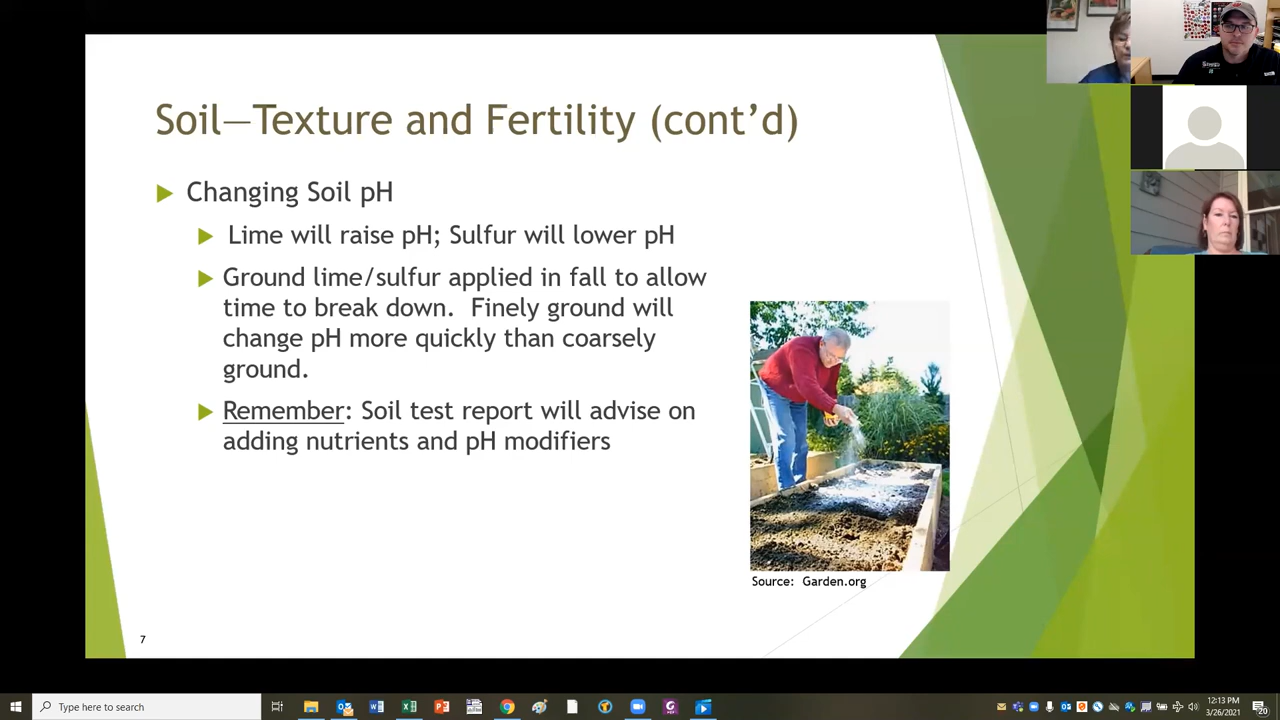 Soil—Texture and Fertility (cont’d)
Changing Soil pH
Lime will raise pH; Sulfur will lower pH
Ground lime/sulfur applied in fall to allow
time to break down.  Finely ground will
change pH more quickly than coarsely
ground.
Remember: Soil test report will advise on
adding nutrients and pH modifiers
Source:  Garden.org
7
Type here to search
12:13 PM
3/26/2021
20